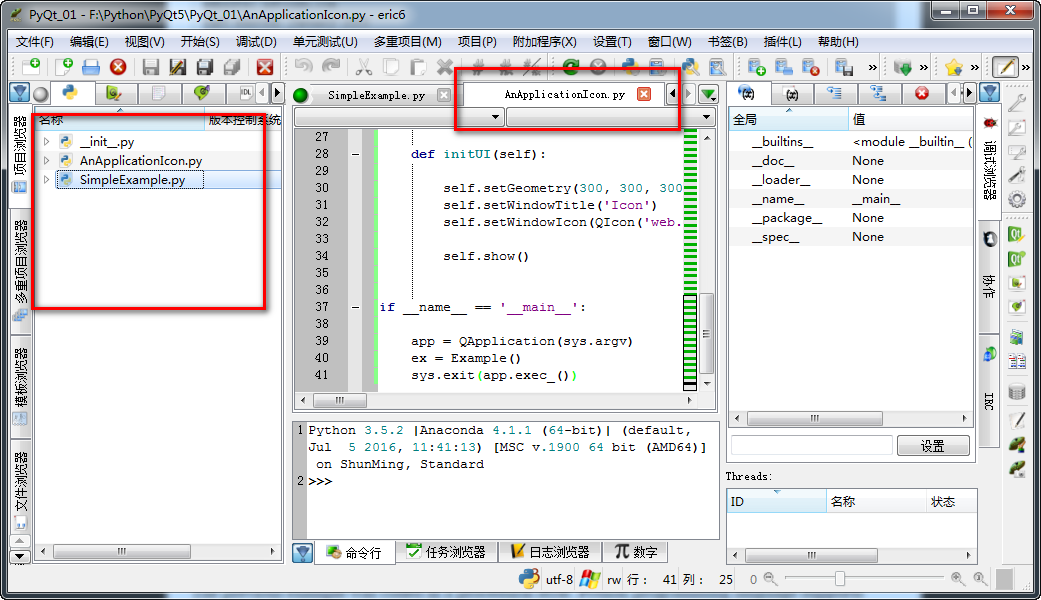 PyQt_01 - F:\Python\PyQt5\PyQt_01\AnApplicationIcon.py - eric6
文件(F) 编辑(E) 视图(V) 开始(S) 调试(D) 单元测试(U) 多重项目(M) 项目(P) 附加程序(X) 设置(T) 窗口(W) 书签(B) 插件(L) 帮助(H)
IDL
SimpleExample.py
AnApplicationIcon.py
项目浏览器
多重项目浏览器
模板浏览器
文件浏览器
名称 版本控制系统
__init__.py
AnApplicationIcon.py
SimpleExample.py
27
28 def initUI(self):
29
30 self.setGeometry(300, 300, 300
31 self.setWindowTitle('Icon')
32 self.setWindowIcon(QIcon('web.
33
34 self.show()
35
36
37 if __name__ == '__main__':
38
39 app = QApplication(sys.argv)
40 ex = Example()
41 sys.exit(app.exec_())
1 Python 3.5.2 |Anaconda 4.1.1 (64-bit)| (default,
Jul  5 2016, 11:41:13) [MSC v.1900 64 bit (AMD64)]
on ShunMing, Standard
2 >>>
命令行 任务浏览器 日志浏览器 数字
全局 值
__builtins__ <module __builtin__ (
__doc__ None
__loader__ None
__name__ __main__
__package__ None
__spec__ None
设置
Threads:
ID 名称 状态
调试浏览器
协作
IRC
utf-8 rw 行: 41 列: 25 0